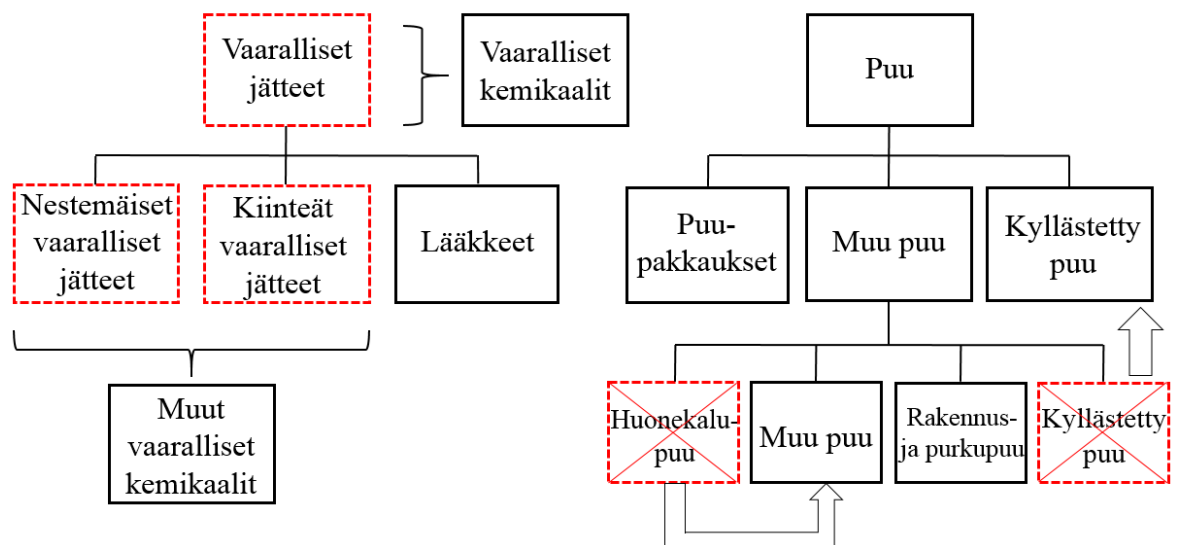 Vaaralliset
jätteet
Vaaralliset
kemikaalit
Puu
Nestemäiset
vaaralliset
jätteet
Kiinteät
vaaralliset
jätteet
Lääkkeet
Puu-
pakkaukset
Muu puu
Kyllästetty
puu
Muut
vaaralliset
kemikaalit
Huonekalu-
puu
Muu puu
Rakennus-
ja purkupuu
Kyllästetty
puu